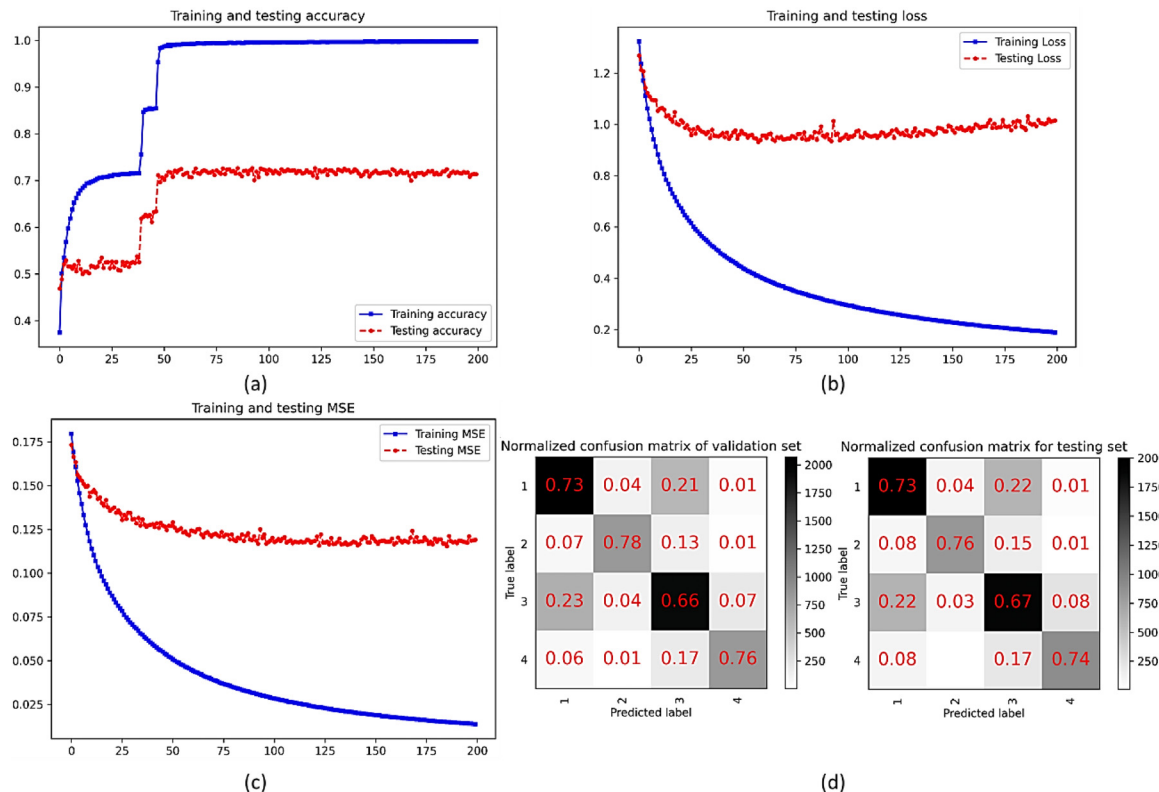 Training and testing accuracy
1.0
0.9
0.8
0.7
0.6
0.5
0.4
Training accuracy
Testing accuracy
0 25 50 75 100 125 150 175 200
(a)
Training and testing loss
1.2
1.0
0.8
0.6
0.4
0.2
Training Loss
Testing Loss
0 25 50 75 100 125 150 175 200
(b)
Training and testing MSE
0.175
0.150
0.125
0.100
0.075
0.050
0.025
Training MSE
Testing MSE
0 25 50 75 100 125 150 175 200
(c)
Normalized confusion matrix of validation set
True label
1 0.73 0.04 0.21 0.01
2 0.07 0.78 0.13 0.01
3 0.23 0.04 0.66 0.07
4 0.06 0.01 0.17 0.76
1 2 3 4
Predicted label
2000
1750
1500
1250
1000
750
500
250
Normalized confusion matrix for testing set
True label
1 0.73 0.04 0.22 0.01
2 0.08 0.76 0.15 0.01
3 0.22 0.03 0.67 0.08
4 0.08 0.17 0.74
1 2 3 4
Predicted label
200
1750
1500
1250
1000
750
500
250
(d)